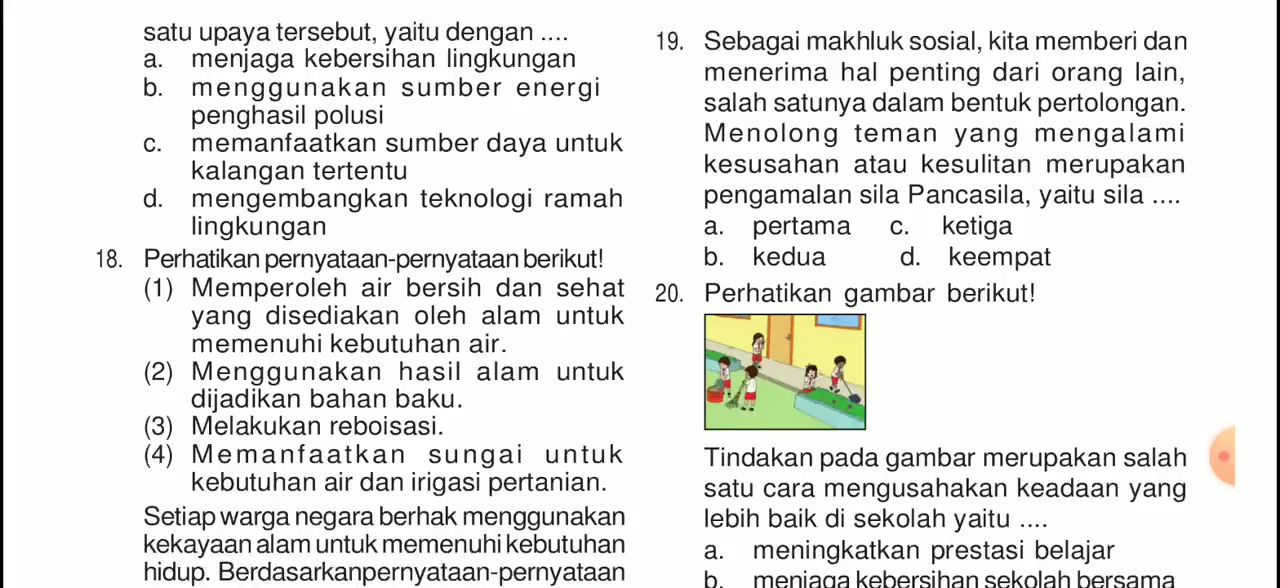 satu upaya tersebut, yaitu dengan ....
a. menjaga kebersihan lingkungan
b. menggunakan sumber energi
penghasil polusi
c. memanfaatkan sumber daya untuk
kalangan tertentu
d. mengembangkan teknologi ramah
lingkungan
18. Perhatikan pernyataan-pernyataan berikut!
(1) Memperoleh air bersih dan sehat
yang disediakan oleh alam untuk
memenuhi kebutuhan air.
(2) Menggunakan hasil alam untuk
dijadikan bahan baku.
(3) Melakukan reboisasi.
(4) Memanfaatkan sungai untuk
kebutuhan air dan irigasi pertanian.
Setiap warga negara berhak menggunakan
kekayaan alam untuk memenuhi kebutuhan
hidup. Berdasarkanpernyataan-pernyataan
19. Sebagai makhluk sosial, kita memberi dan
menerima hal penting dari orang lain,
salah satunya dalam bentuk pertolongan.
Menolong teman yang mengalami
kesusahan atau kesulitan merupakan
pengamalan sila Pancasila, yaitu sila ....
a. pertama c. ketiga
b. kedua d. keempat
20. Perhatikan gambar berikut!
Tindakan pada gambar merupakan salah
satu cara mengusahakan keadaan yang
lebih baik di sekolah yaitu ....
a. meningkatkan prestasi belajar
b. menjaga kebersihan sekolah bersama